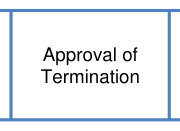 Approval of
Termination